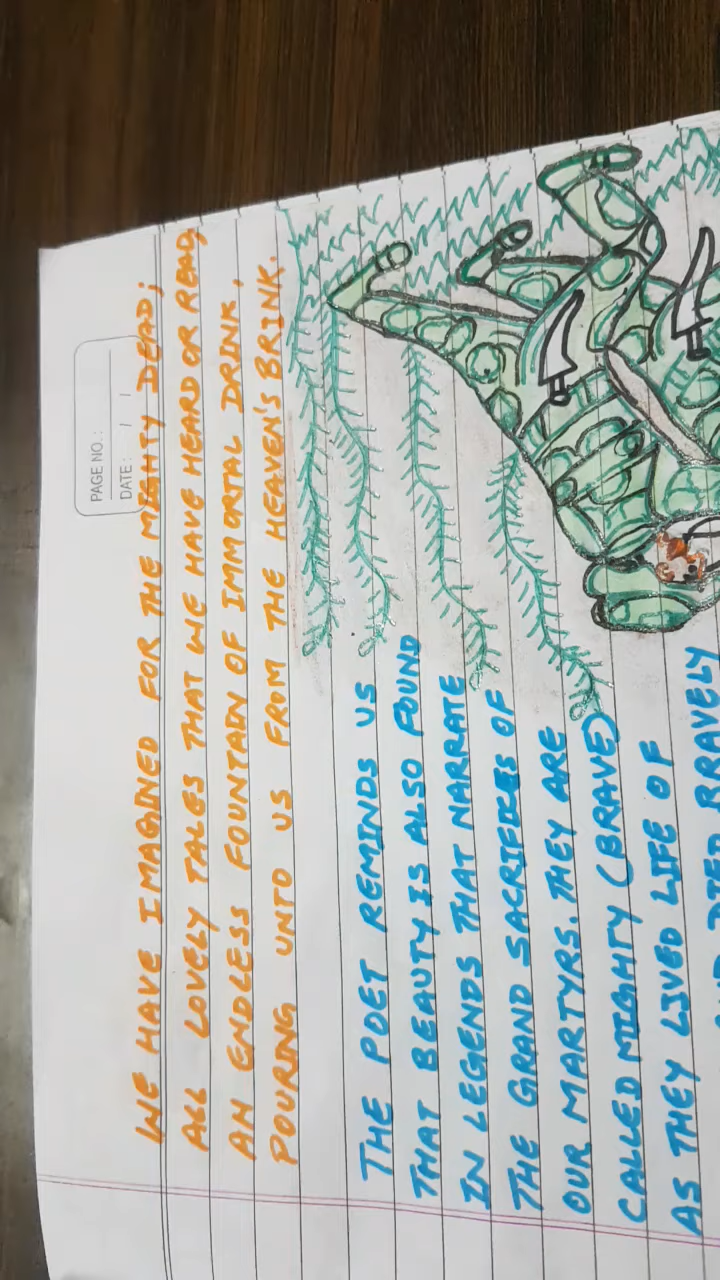 PAGE NO.:
DATE: / /
WE HAVE IMAGINED FOR THE MIGHTY DEAD;
ALL LOVELY TALES THAT WE HAVE HEARD OR READ;
AN ENDLESS FOUNTAIN OF IMMORTAL DRINK,
POURING UNTO US FROM THE HEAVEN'S BRINK.
THE POET REMINDS US
THAT BEAUTY IS ALSO FOUND
IN LEGENDS THAT NARRATE
THE GRAND SACRIFICES OF
OUR MARTYRS. THEY ARE
CALLED MIGHTY (BRAVE)
AS THEY LIVED LIFE OF
DIED BRAVELY